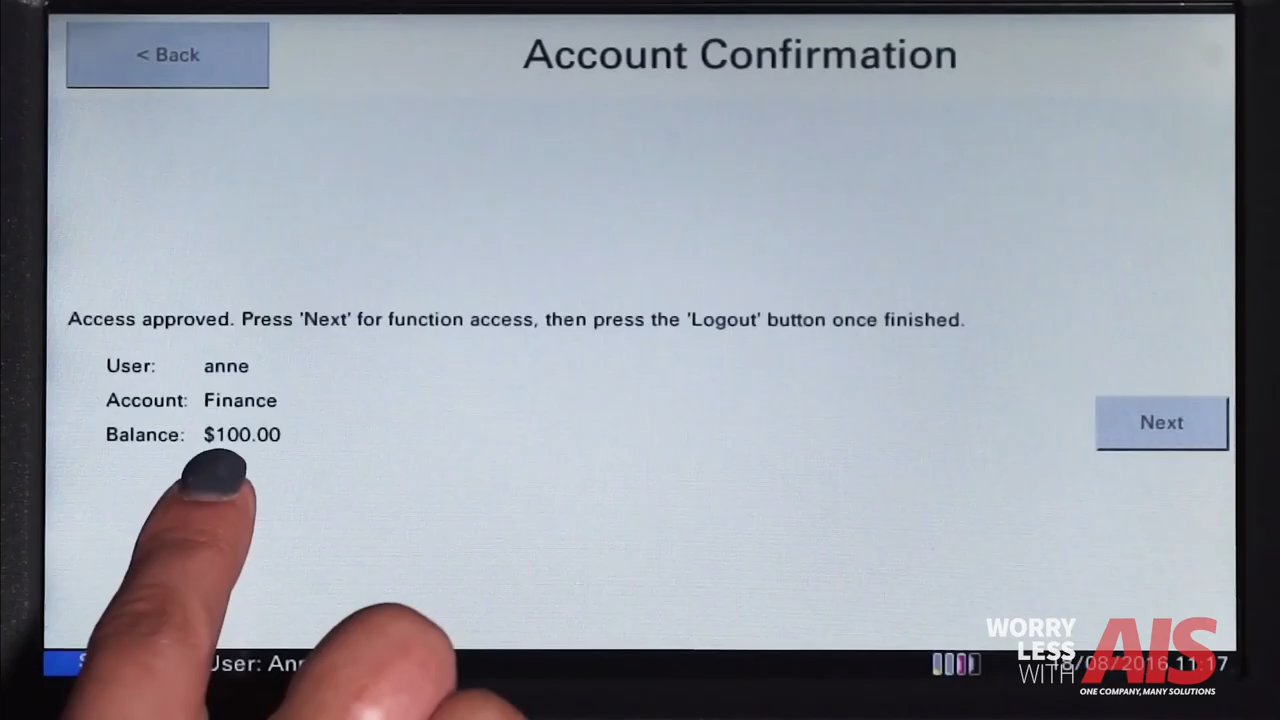 < Back
Account Confirmation
Access approved. Press 'Next' for function access, then press the 'Logout' button once finished.
User: anne
Account: Finance
Balance: $100.00
Next
User: Ann
/08/2016 11:17
WORRY
LESS
WITH
AIS
ONE COMPANY, MANY SOLUTIONS